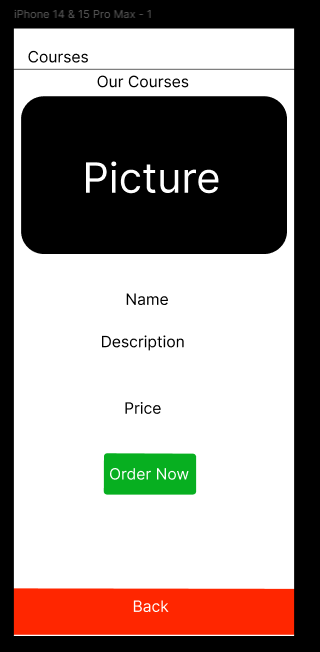 iPhone 14 & 15 Pro Max - 1
Courses
Our Courses
Picture
Name
Description
Price
Order Now
Back